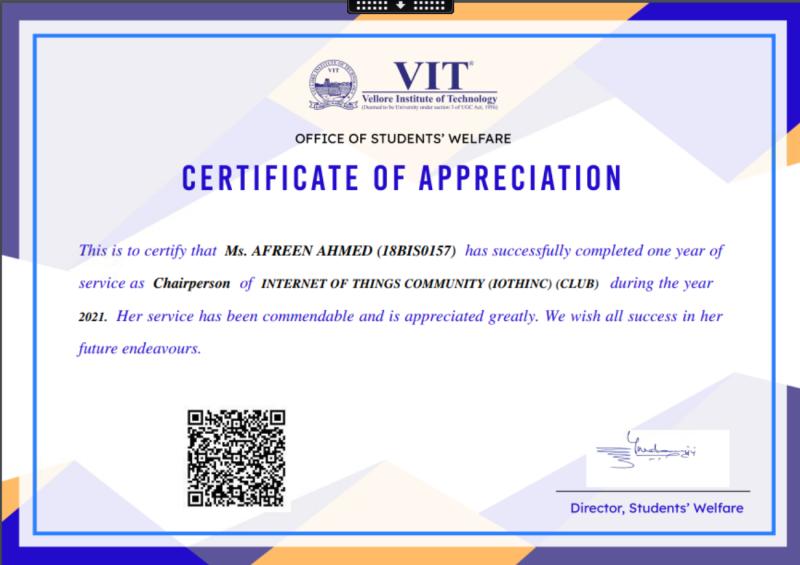 VIT
VIT®
Vellore Institute of Technology
(Deemed to be University under section 3 of UGC Act, 1956)
OFFICE OF STUDENTS' WELFARE
CERTIFICATE OF APPRECIATION
This is to certify that Ms. AFREEN AHMED (18BIS0157) has successfully completed one year of
service as Chairperson of INTERNET OF THINGS COMMUNITY (IOTHINC) (CLUB) during the year
2021. Her service has been commendable and is appreciated greatly. We wish all success in her
future endeavours.
Director, Students' Welfare